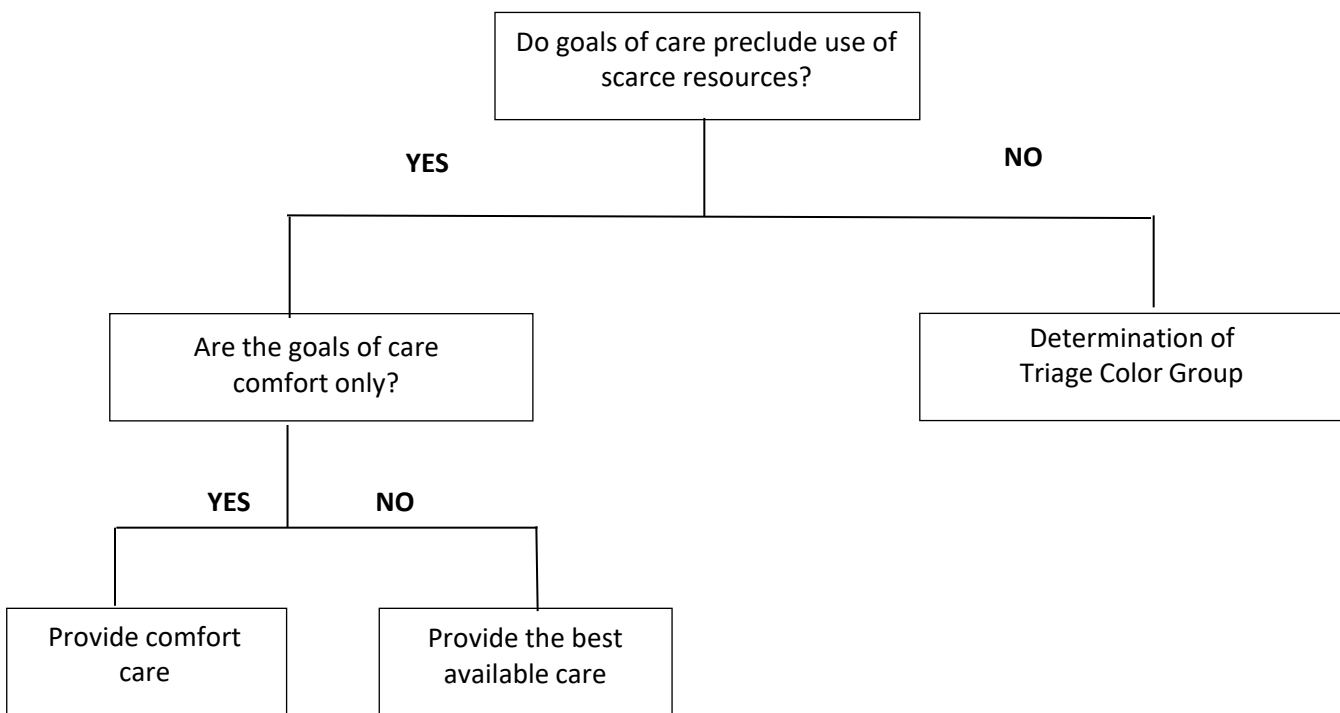 Do goals of care preclude use of
scarce resources?
YES
NO
Are the goals of care
comfort only?
Determination of
Triage Color Group
YES
NO
Provide comfort
care
Provide the best
available care